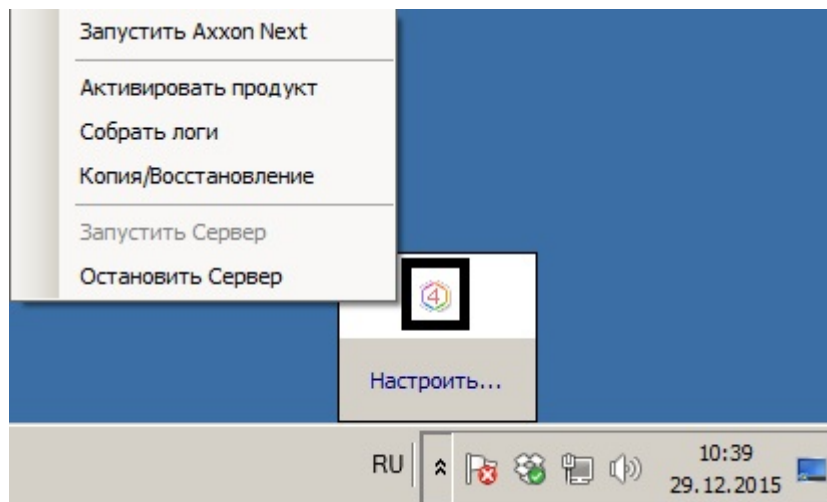 Запустить Axxon Next
Активировать продукт
Собрать логи
Копия/Восстановление
Запустить Сервер
Остановить Сервер
4
Настроить...
RU
10:39
29.12.2015